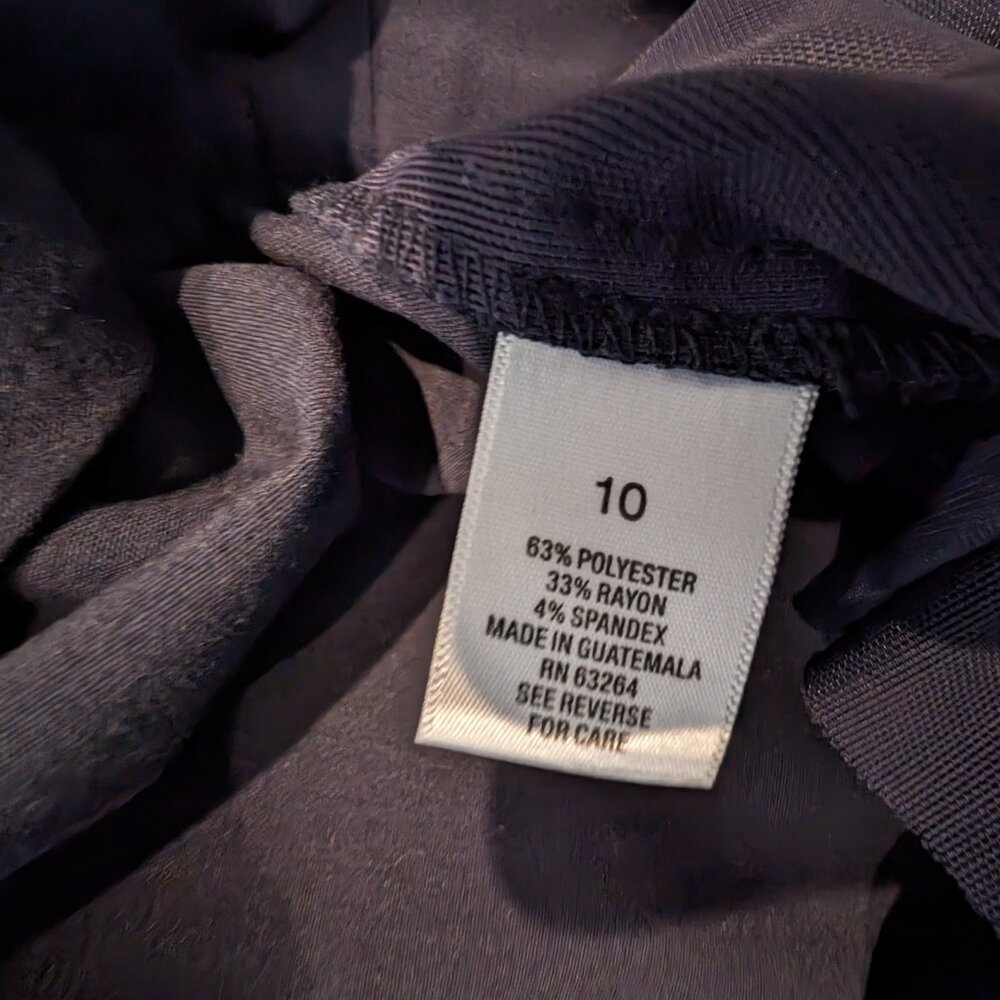 10
63% POLYESTER
33% RAYON
4% SPANDEX
MADE IN GUATEMALA
RN 63264
SEE REVERSE
FOR CARE